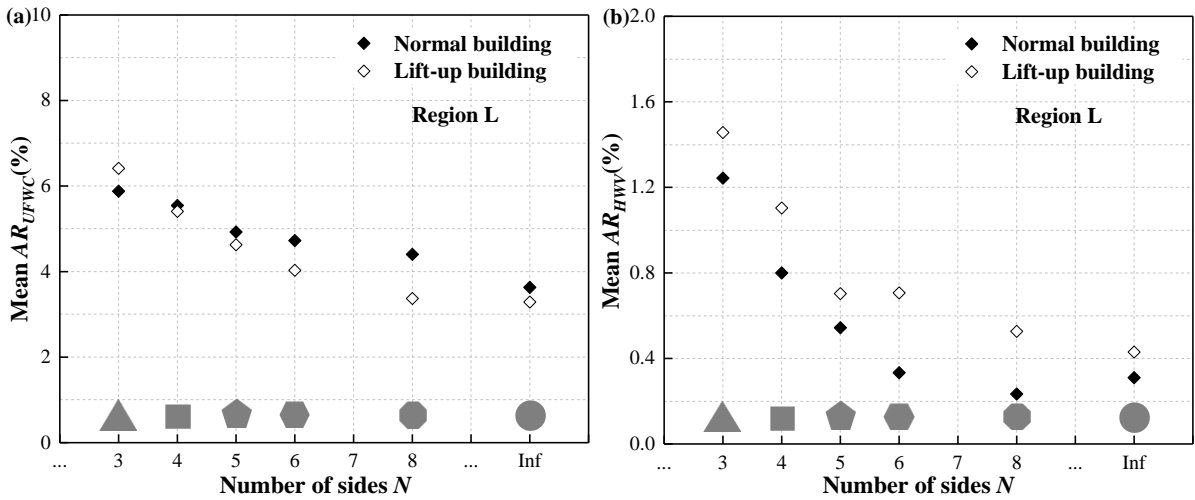 (a)
10
8
6
4
2
0
Mean AR_UFWC(%)
Normal building
Lift-up building
Region L
... 3 4 5 6 7 8 ... Inf
Number of sides N
(b)
2.0
1.6
1.2
0.8
0.4
0.0
Mean AR_HWV(%)
Normal building
Lift-up building
Region L
... 3 4 5 6 7 8 ... Inf
Number of sides N